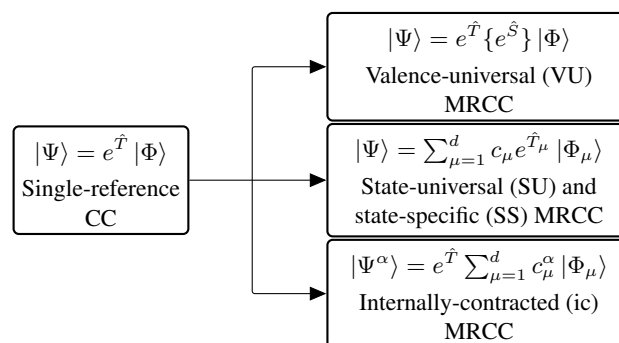 |Ψ⟩ = e^{T̂} |Φ⟩
Single-reference
CC
|Ψ⟩ = e^{T̂} {e^{Ŝ}} |Φ⟩
Valence-universal (VU)
MRCC
|Ψ⟩ = ∑_{μ=1}^{d} c_μ e^{T̂_μ} |Φ_μ⟩
State-universal (SU) and
state-specific (SS) MRCC
|Ψ^α⟩ = e^{T̂} ∑_{μ=1}^{d} c_μ^α |Φ_μ⟩
Internally-contracted (ic)
MRCC